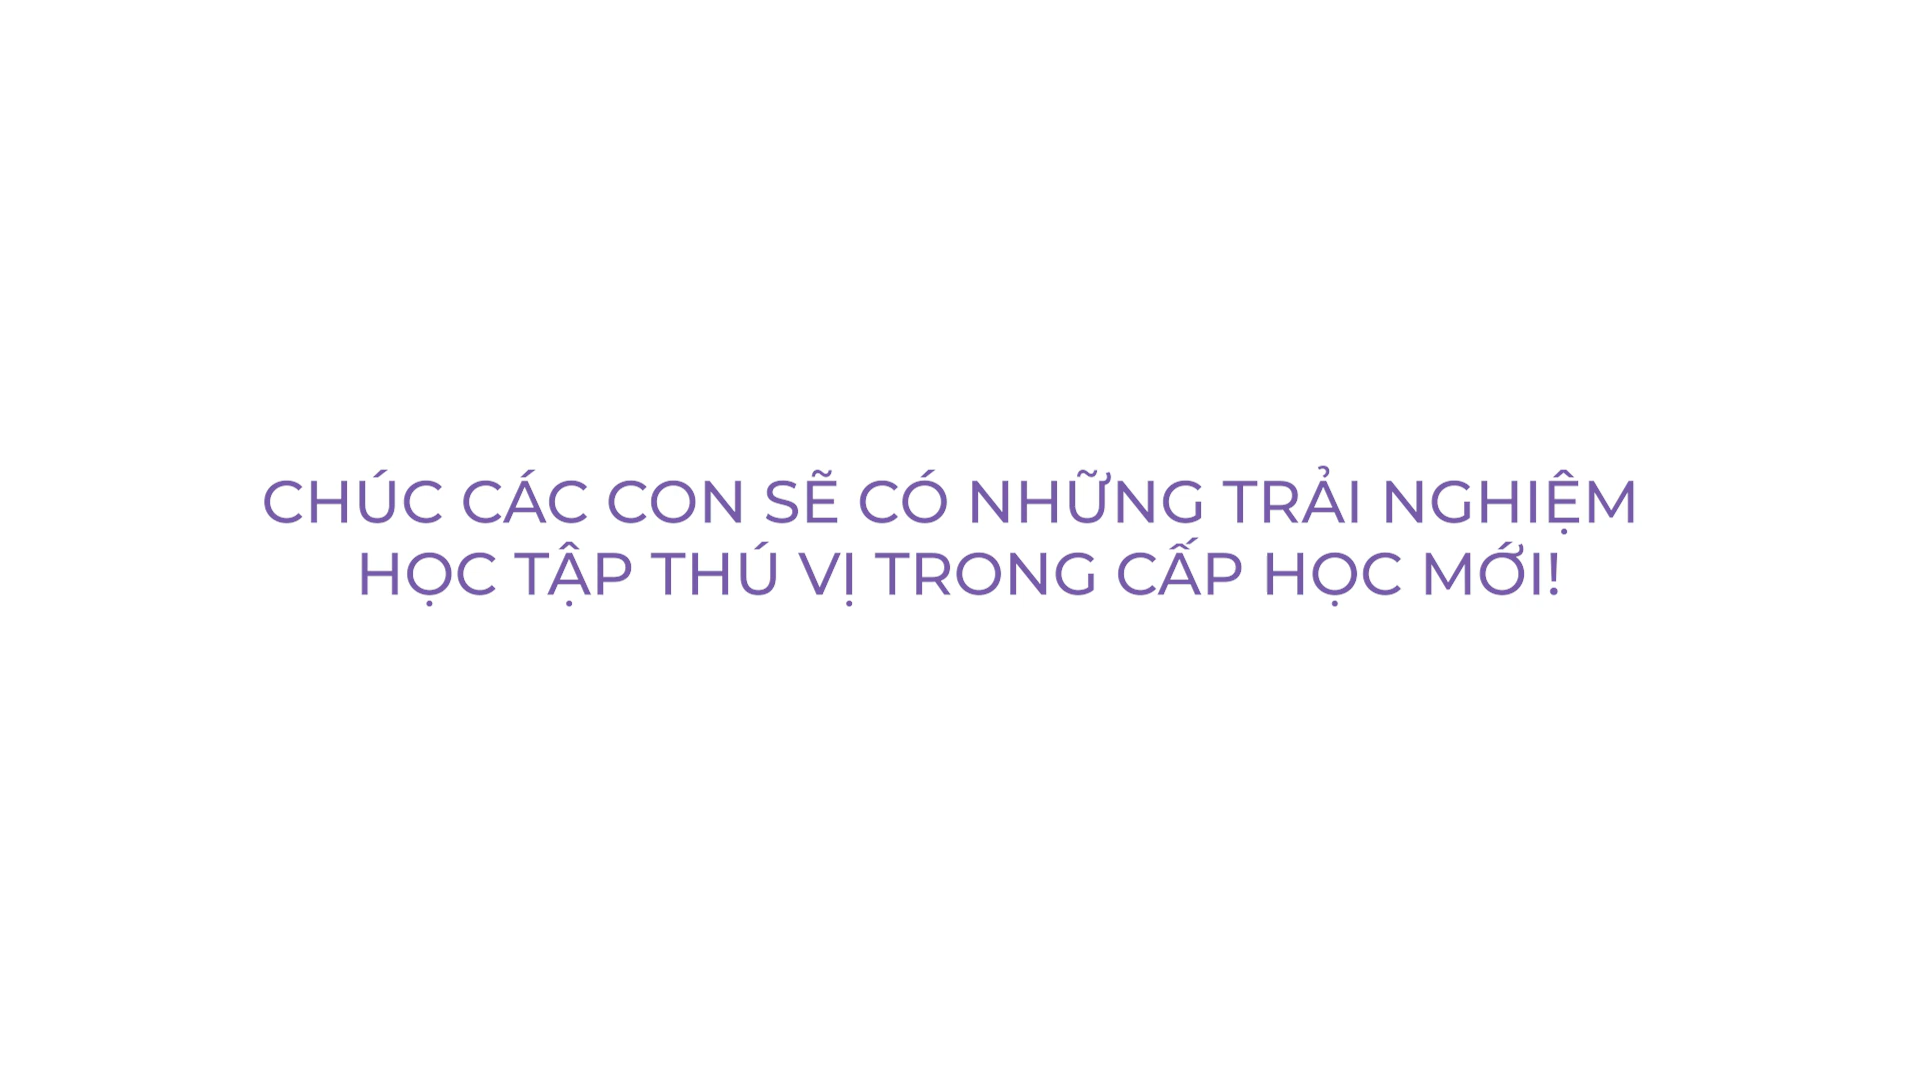 CHÚC CÁC CON SẼ CÓ NHỮNG TRẢI NGHIỆM
HỌC TẬP THÚ VỊ TRONG CẤP HỌC MỚI!